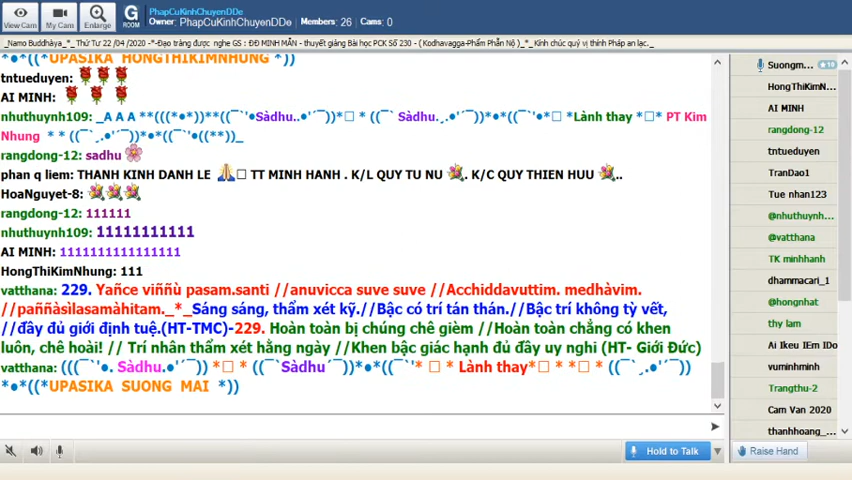 View Cam
My Cam
Enlarge
G ROOM
PhapCuKinhChuyenDDe
Owner: PhapCuKinhChuyenDDe Members: 26 Cams: 0
_Namo Buddhàya_*_ Thứ Tư 22 /04 /2020 -*-Đạo tràng được nghe GS : ĐĐ MINH MẪN - thuyết giảng Bài học PCK Số 230 - ( Kodhavagga-Phẩm Phẫn Nộ )_*_ Kính chúc quý vị thính Pháp an lạc._
*●*((*UPASIKA HONGTHIKIMNHUNG *))
tntueduyen:
AI MINH:
nhuthuynh109: _A A A **(((*●*))**((¯`'●Sàdhu..●'´¯))*□ * ((¯` Sàdhu.¸.●'´¯))*●*((¯`'●*□ *Lành thay *□* PT Kim
Nhung * * ((¯`¸.●'´¯))*●*((¯`'●((**))_
rangdong-12: sadhu
phan q liem: THANH KINH DANH LE □ TT MINH HANH . K/L QUY TU NU . K/C QUY THIEN HUU ..
HoaNguyet-8:
rangdong-12: 111111
nhuthuynh109: 11111111111
AI MINH: 1111111111111111
HongThiKimNhung: 111
vatthana: 229. Yañce viññù pasam.santi //anuvicca suve suve //Acchiddavuttim. medhàvim.
//paññàsìlasamàhitam._*_Sáng sáng, thẩm xét kỹ.//Bậc có trí tán thán.//Bậc trí không tỳ vết,
//đầy đủ giới định tuệ.(HT-TMC)-229. Hoàn toàn bị chúng chê gièm //Hoàn toàn chẳng có khen
luôn, chê hoài! // Trí nhân thẩm xét hằng ngày //Khen bậc giác hạnh đủ đầy uy nghi (HT- Giới Đức)
vatthana: (((¯`'●. Sàdhu.●'´¯)) *□ * ((¯`Sàdhu´¯))*●*((¯`'*□ * Lành thay*□ * *□ * ((¯`¸.●'´¯))
*●*((*UPASIKA SUONG MAI *))
Hold to Talk
Raise Hand
Suongm...
+10
HongThiKimN...
AI MINH
rangdong-12
tntueduyen
TranDao1
Tue nhan123
@nhuthuynh...
@vatthana
TK minhhanh
dhammacari_1
@hongnhat
thy lam
Ai Ikeu IEm IDo
vuminhminh
Trangthu-2
Cam Van 2020
thanhhoang_...